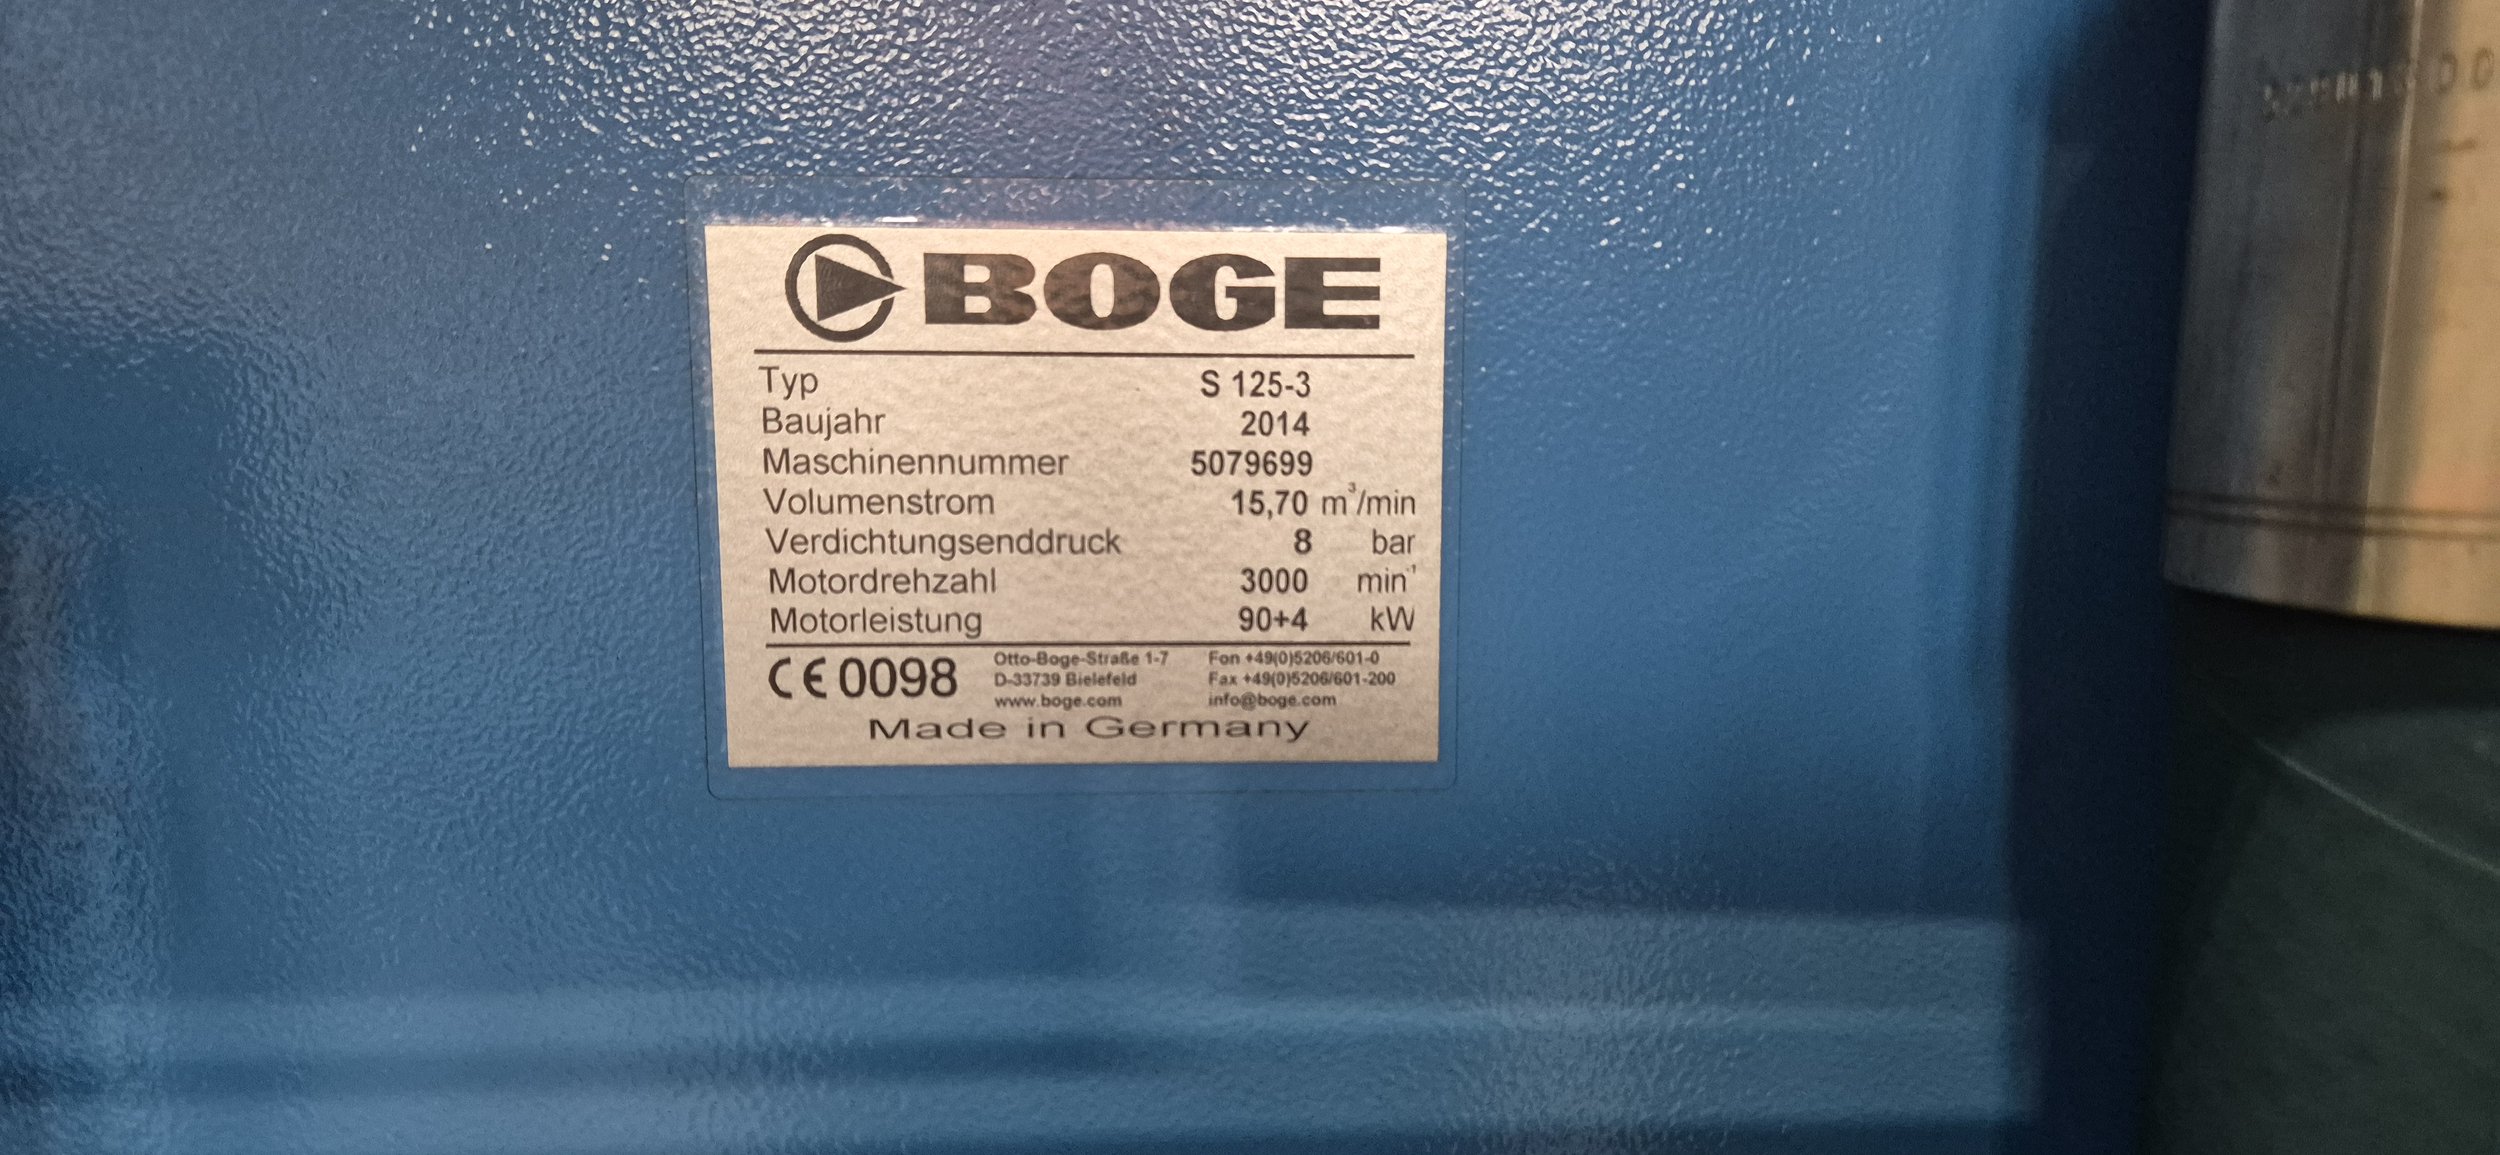 BOGE
Typ S 125-3
Baujahr 2014
Maschinennummer 5079699
Volumenstrom 15,70 m³/min
Verdichtungsenddruck 8 bar
Motordrehzahl 3000 min⁻¹
Motorleistung 90+4 kW
CE 0098
Otto-Boge-Straße 1-7 Fon +49(0)5206/601-0
D-33739 Bielefeld Fax +49(0)5206/601-200
www.boge.com info@boge.com
Made in Germany